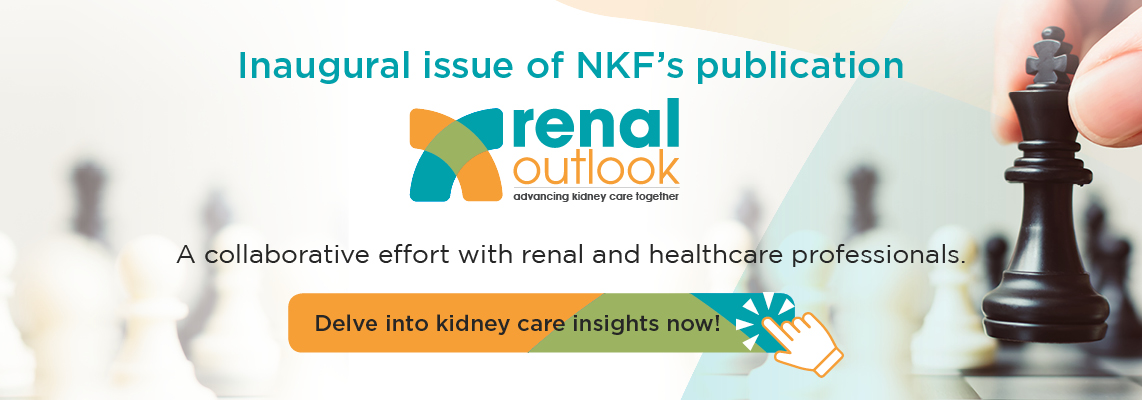 Inaugural issue of NKF’s publication
renal
outlook
advancing kidney care together
A collaborative effort with renal and healthcare professionals.
Delve into kidney care insights now!